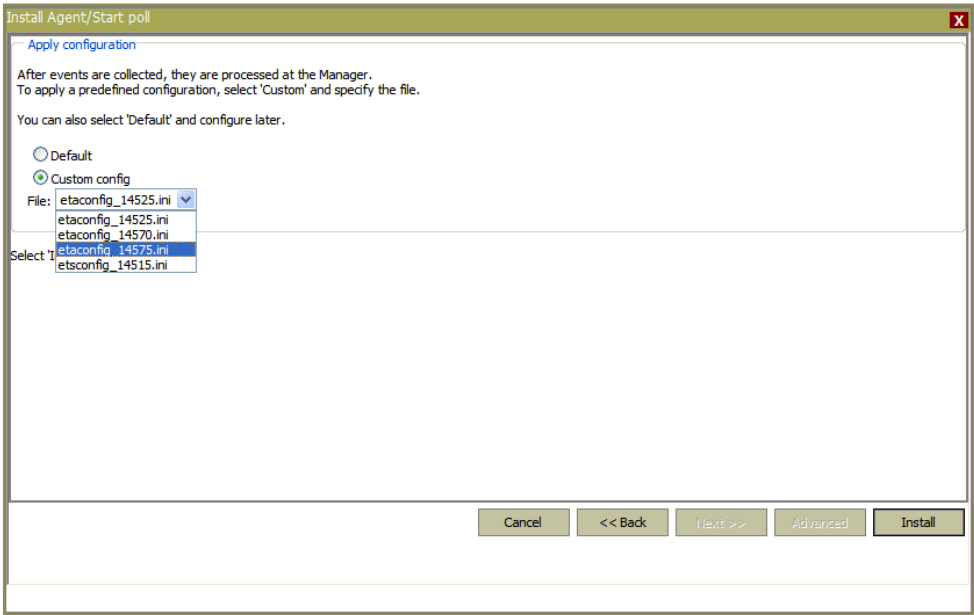 Install Agent/Start poll
X
Apply configuration
After events are collected, they are processed at the Manager.
To apply a predefined configuration, select 'Custom' and specify the file.
You can also select 'Default' and configure later.
Default
Custom config
File: etaconfig_14525.ini
etaconfig_14525.ini
etaconfig_14570.ini
etaconfig_14575.ini
etsconfig_14515.ini
Select
Cancel << Back Next >> Advanced Install